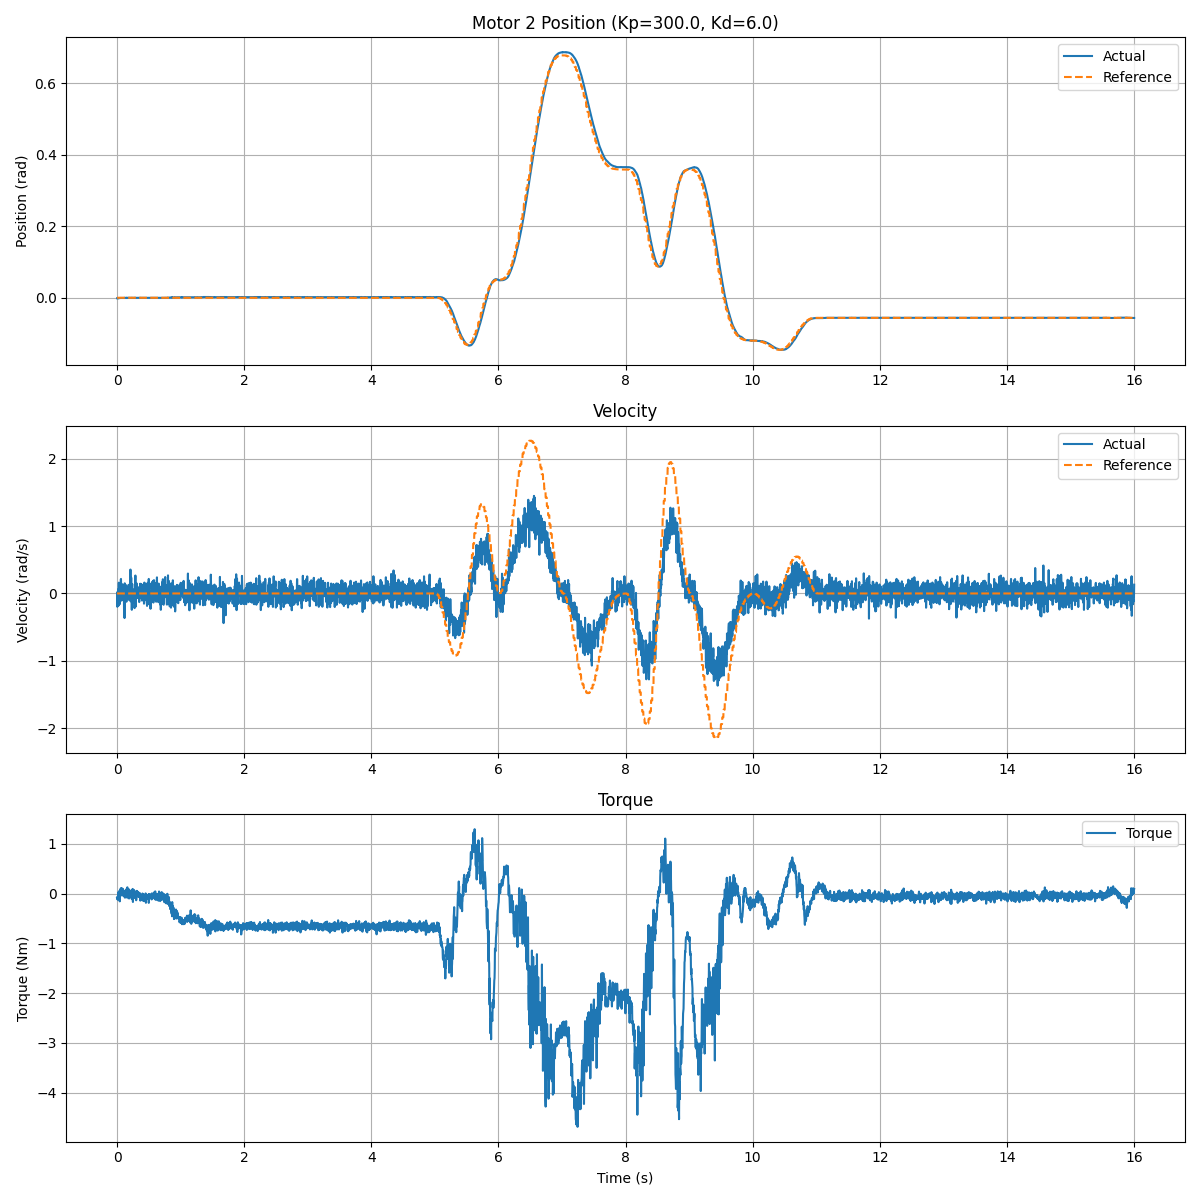 Motor 2 Position (Kp=300.0, Kd=6.0)
Actual
Reference
Position (rad)
0.6
0.4
0.2
0.0
0 2 4 6 8 10 12 14 16
Velocity
Actual
Reference
Velocity (rad/s)
2
1
0
−1
−2
0 2 4 6 8 10 12 14 16
Torque
Torque
Torque (Nm)
1
0
−1
−2
−3
−4
0 2 4 6 8 10 12 14 16
Time (s)